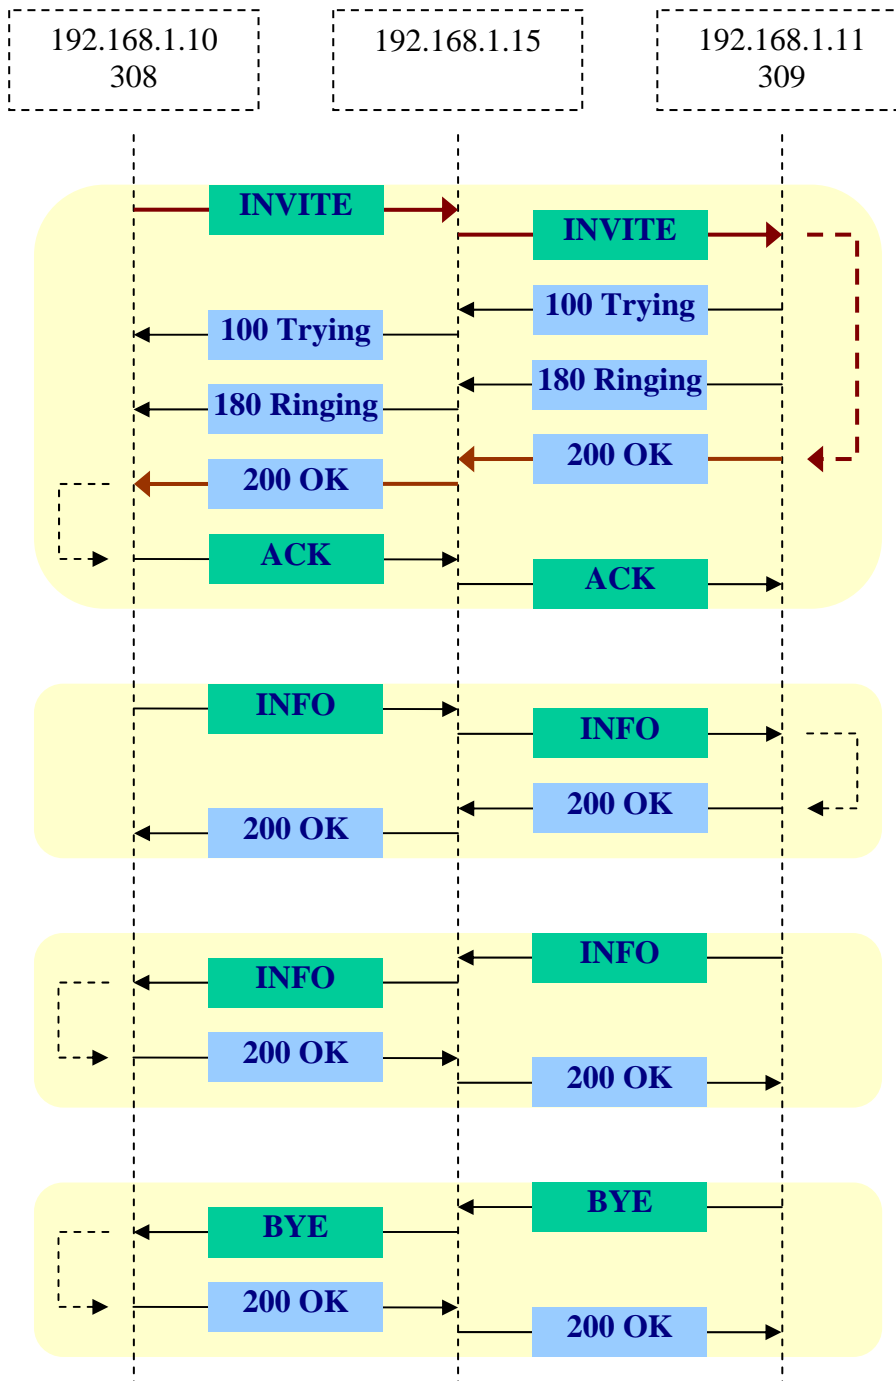 192.168.1.10
308
192.168.1.15
192.168.1.11
309
INVITE
INVITE
100 Trying
100 Trying
180 Ringing
180 Ringing
200 OK
200 OK
ACK
ACK
INFO
INFO
200 OK
200 OK
INFO
INFO
200 OK
200 OK
BYE
BYE
200 OK
200 OK